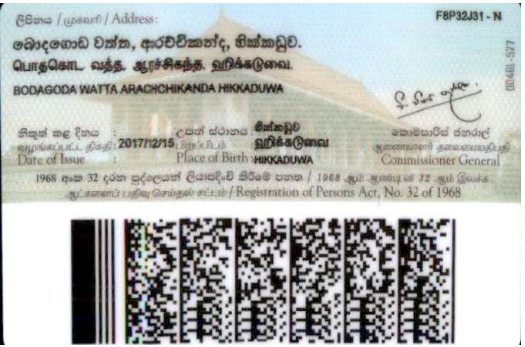 ලිපිනය / முகவரி / Address:
F8P32J31 - N
බොදගොඩ වත්ත, ආරච්චිකන්ද, හික්කඩුව.
பொதகொட வத்த, ஆரச்சிகந்த, ஹிக்கடுவை.
BODAGODA WATTA ARACHCHIKANDA HIKKADUWA
නිකුත් කළ දිනය :
வழங்கப்பட்ட திகதி : 2017/12/15
Date of Issue :
උපන් ස්ථානය : හික්කඩුව
பிறப்பிடம் : ஹிக்கடுவை
Place of Birth : HIKKADUWA
කොමසාරිස් ජනරාල්
ஆணையாளர் தலைமையதிபதி
Commissioner General
1968 අංක 32 දරන පුද්ගලයන් ලියාපදිංචි කිරීමේ පනත / 1968 ஆம் ஆண்டின் 32 ஆம் இலக்க
ஆட்களைப் பதிவு செய்தல் சட்டம் / Registration of Persons Act, No. 32 of 1968